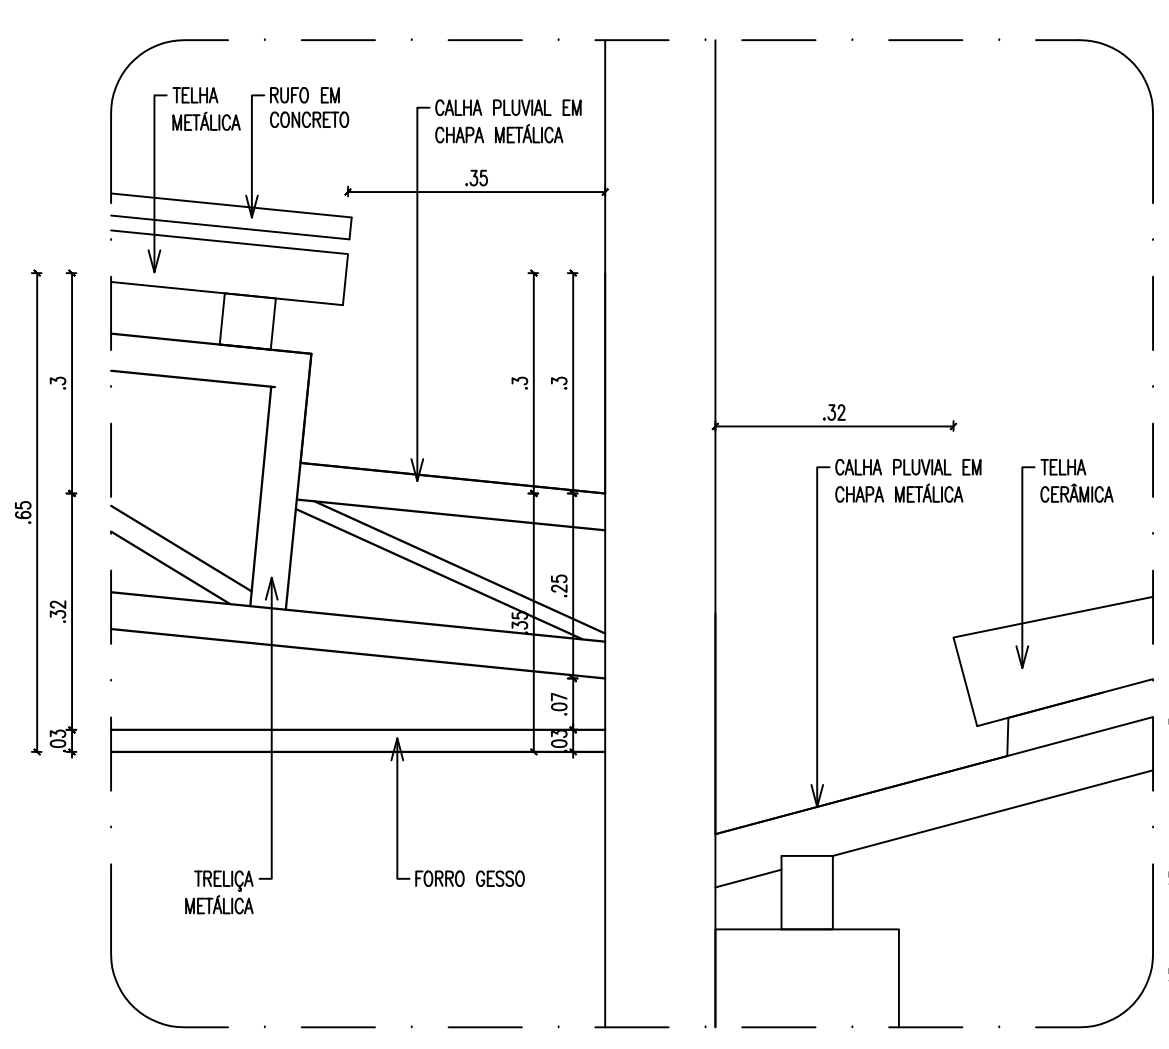 TELHA
METÁLICA
RUFO EM
CONCRETO
CALHA PLUVIAL EM
CHAPA METÁLICA
.35
.3
.3
.3
.32
CALHA PLUVIAL EM
CHAPA METÁLICA
TELHA
CERÂMICA
.65
.32
.25
.35
.07
.03
.03
TRELIÇA
METÁLICA
FORRO GESSO